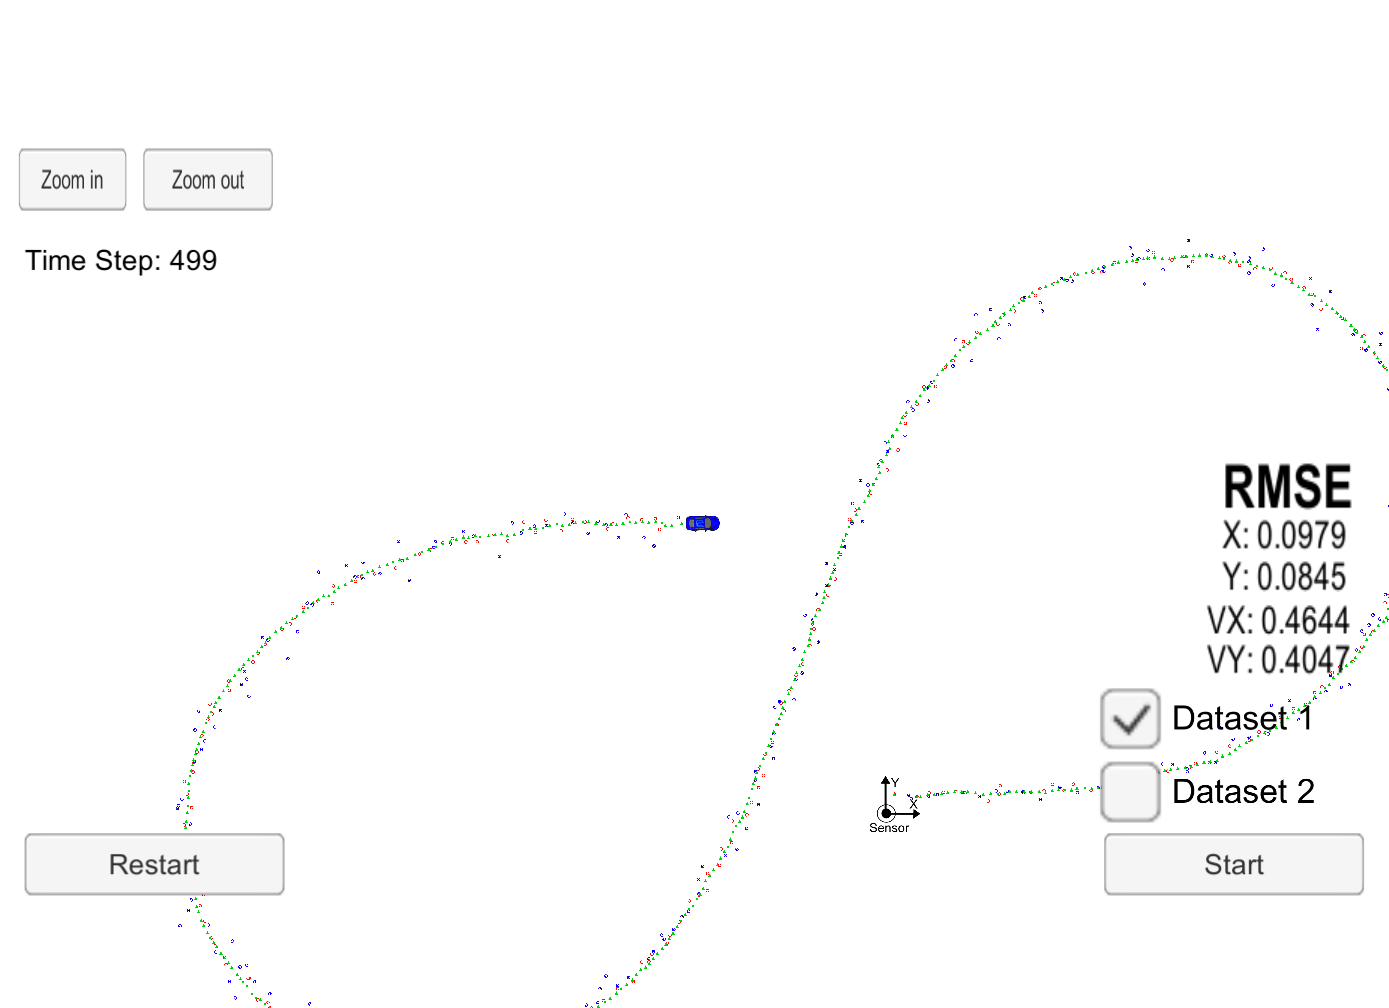 Zoom in
Zoom out
Time Step: 499
RMSE
X: 0.0979
Y: 0.0845
VX: 0.4644
VY: 0.4047
Dataset 1
Dataset 2
Y
X
Sensor
Restart
Start